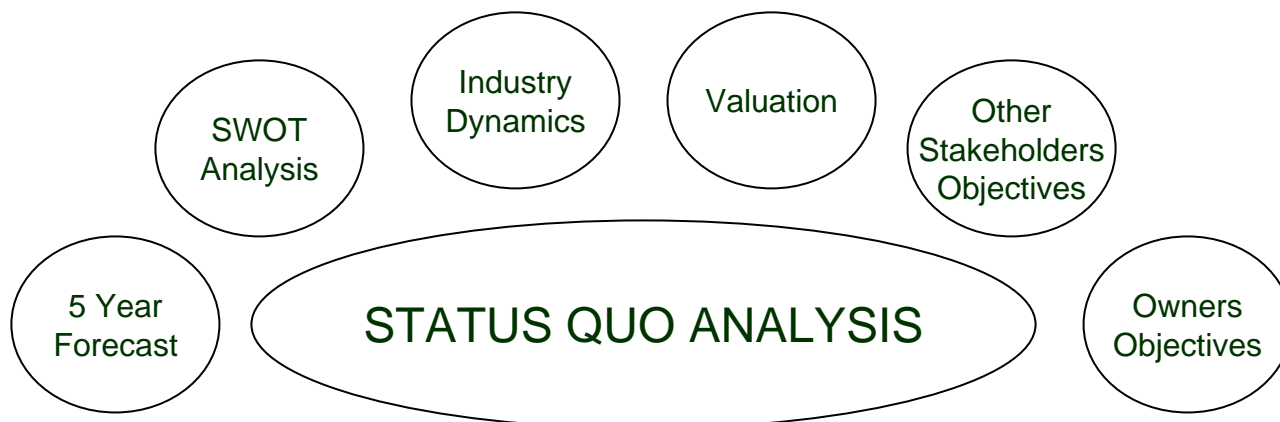 Industry
Dynamics
Valuation
SWOT
Analysis
Other
Stakeholders
Objectives
5 Year
Forecast
STATUS QUO ANALYSIS
Owners
Objectives